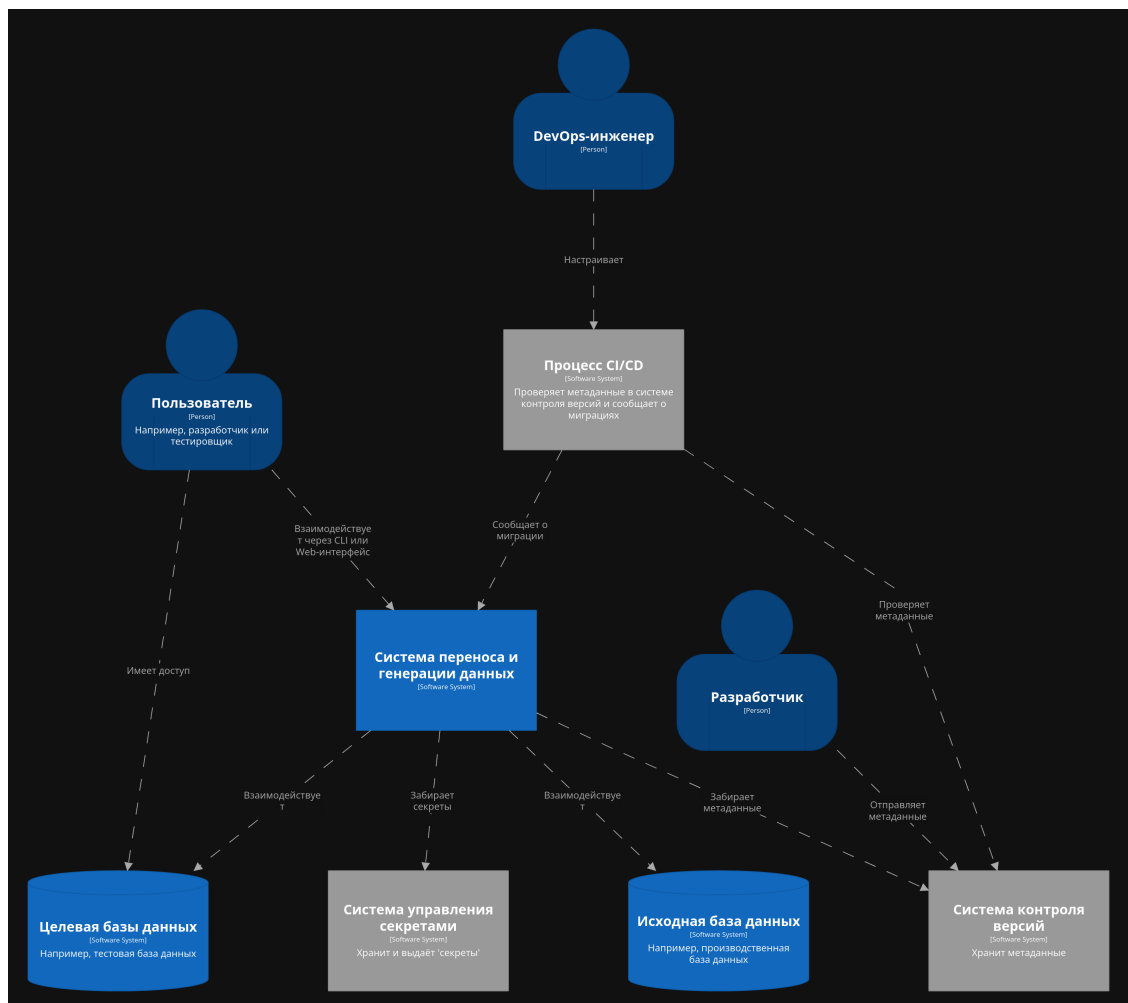 DevOps-инженер
[Person]
Настраивает
Процесс CI/CD
[Software System]
Проверяет метаданные в системе
контроля версий и сообщает о
миграциях
Пользователь
[Person]
Например, разработчик или
тестировщик
Взаимодействуе
т через CLI или
Web-интерфейс
Сообщает о
миграции
Проверяет
метаданные
Имеет доступ
Система переноса и
генерации данных
[Software System]
Разработчик
[Person]
Взаимодействуе
т
Забирает
секреты
Взаимодействуе
т
Забирает
метаданные
Отправляет
метаданные
Целевая базы данных
[Software System]
Например, тестовая база данных
Система управления
секретами
[Software System]
Хранит и выдаёт 'секреты'
Исходная база данных
[Software System]
Например, производственная
база данных
Система контроля
версий
[Software System]
Хранит метаданные